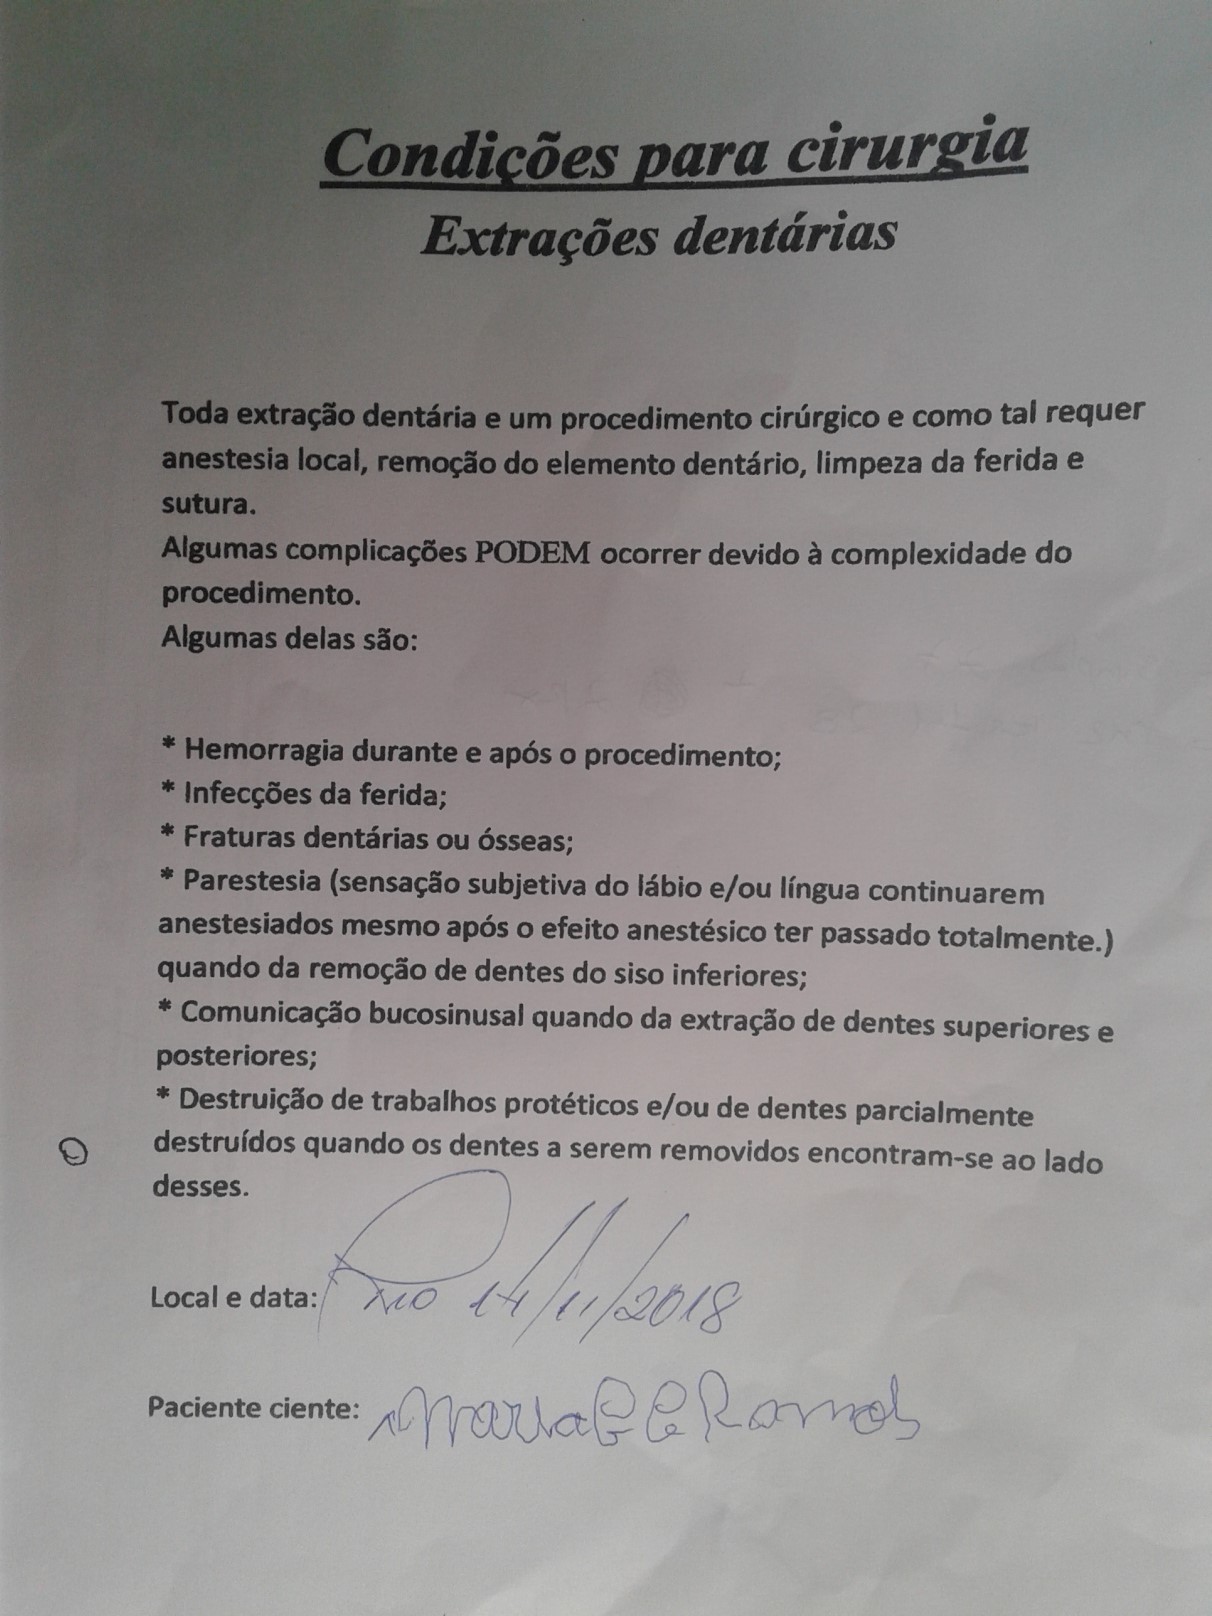 Condições para cirurgia
Extrações dentárias
Toda extração dentária e um procedimento cirúrgico e como tal requer
anestesia local, remoção do elemento dentário, limpeza da ferida e
sutura.
Algumas complicações PODEM ocorrer devido à complexidade do
procedimento.
Algumas delas são:
* Hemorragia durante e após o procedimento;
* Infecções da ferida;
* Fraturas dentárias ou ósseas;
* Parestesia (sensação subjetiva do lábio e/ou língua continuarem
anestesiados mesmo após o efeito anestésico ter passado totalmente.)
quando da remoção de dentes do siso inferiores;
* Comunicação bucosinusal quando da extração de dentes superiores e
posteriores;
* Destruição de trabalhos protéticos e/ou de dentes parcialmente
destruídos quando os dentes a serem removidos encontram-se ao lado
desses.
Local e data: Rio 14/11/2018
Paciente ciente: Maria Ramos